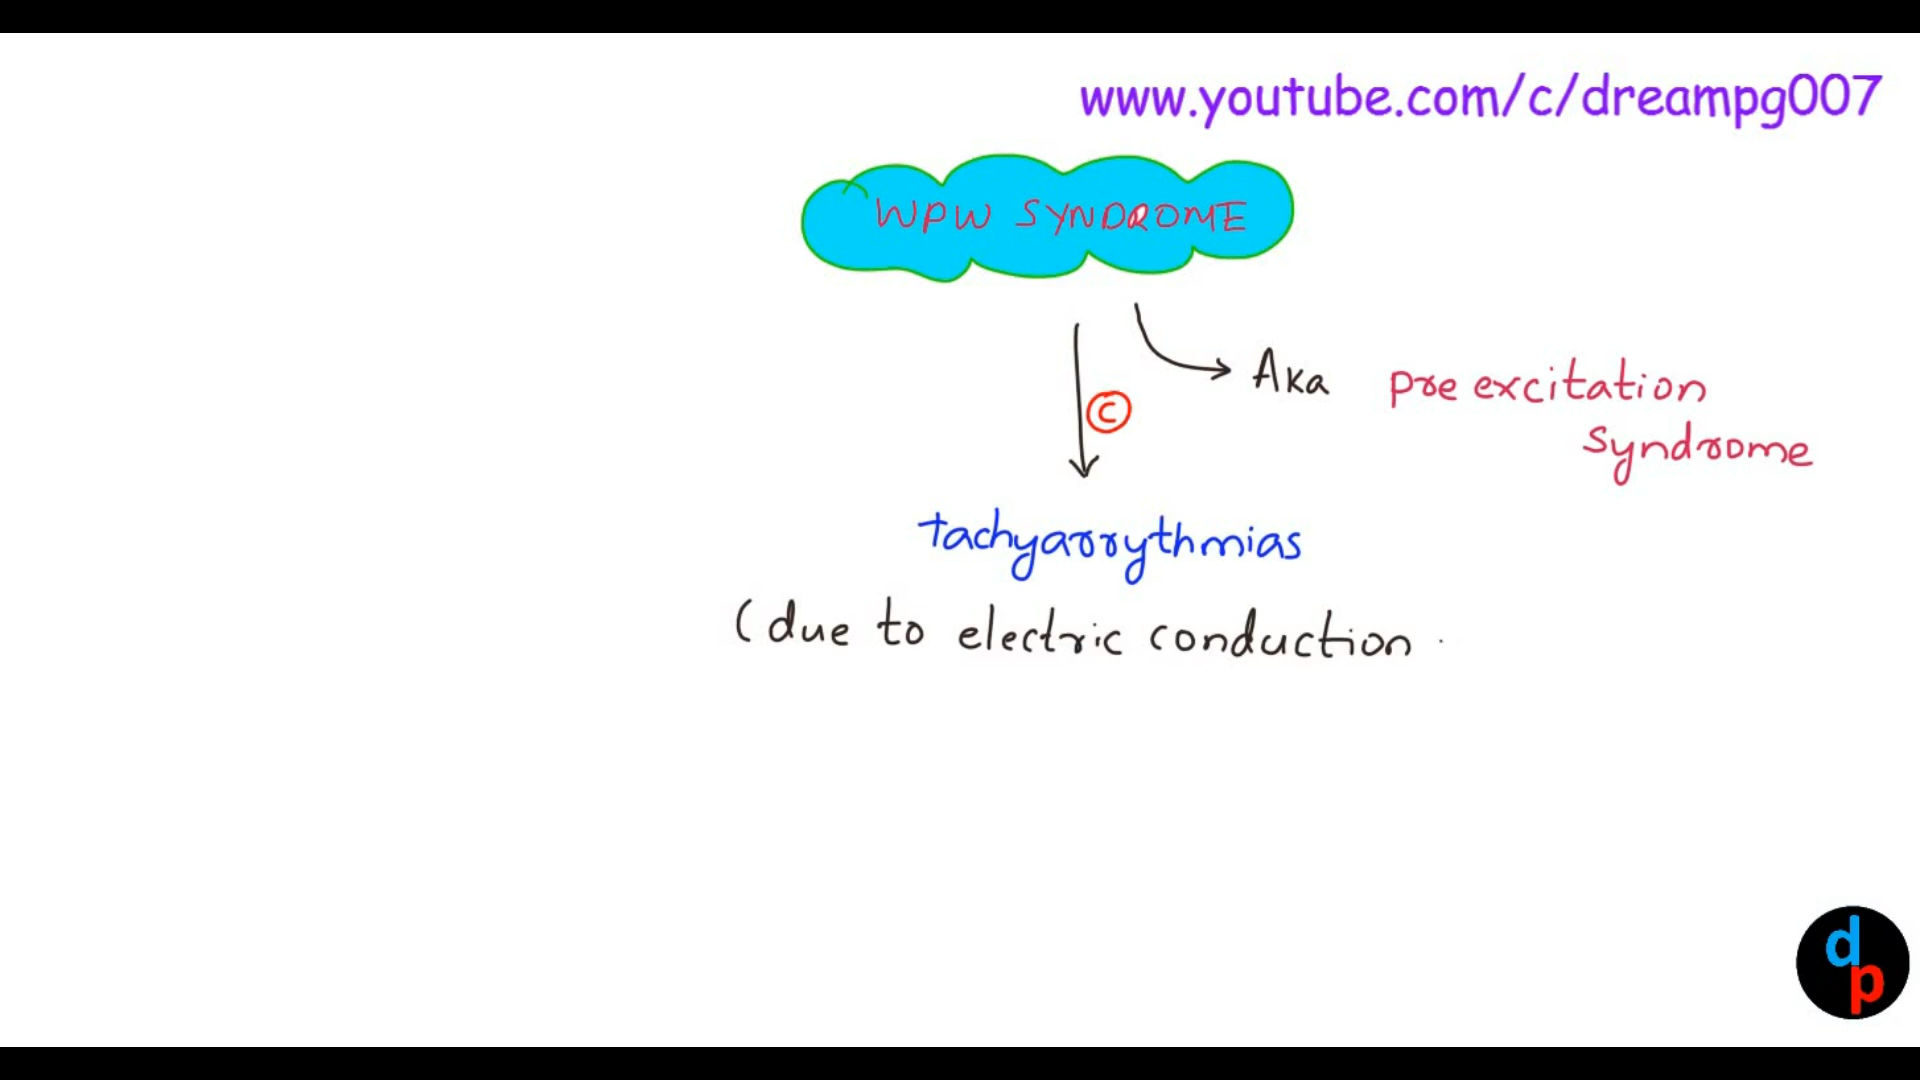 www.youtube.com/c/dreampg007
WPW SYNDROME
Aka pre excitation
syndrome
C
tachyarrythmias
(due to electric conduction
dp